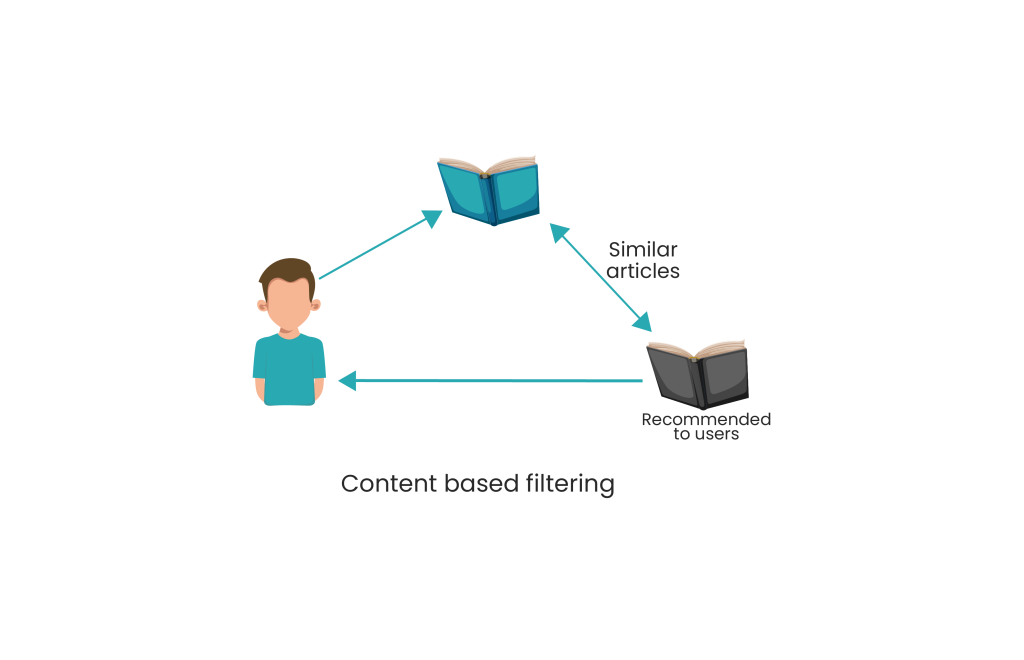 Similar
articles
Recommended
to users
Content based filtering